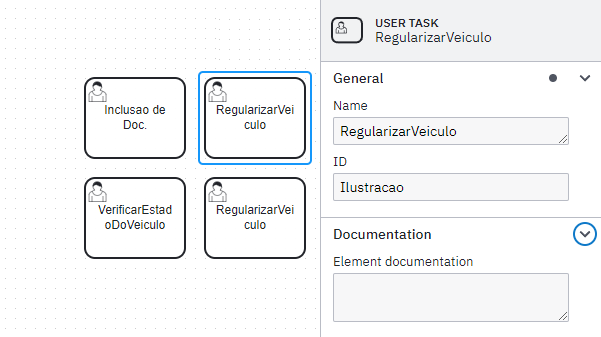 Inclusao de
Doc.
RegularizarVei
culo
VerificarEstad
oDoVeiculo
RegularizarVei
culo
USER TASK
RegularizarVeiculo
General
Name
RegularizarVeiculo
ID
Ilustracao
Documentation
Element documentation